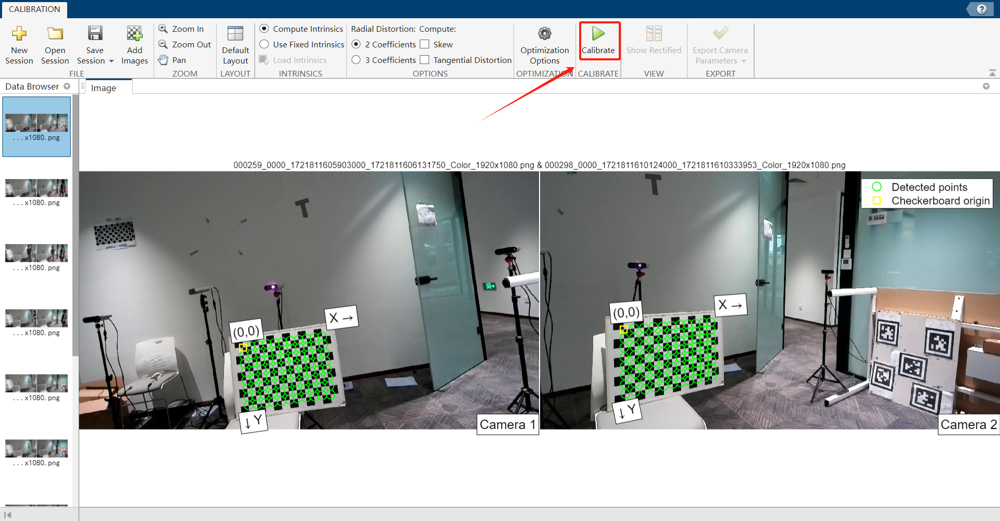 CALIBRATION
?
New Session
Open Session
Save Session
Add Images
FILE
Zoom In
Zoom Out
Pan
ZOOM
Default Layout
LAYOUT
Compute Intrinsics
Use Fixed Intrinsics
Load Intrinsics
INTRINSICS
Radial Distortion: Compute:
2 Coefficients Skew
3 Coefficients Tangential Distortion
OPTIONS
Optimization Options
OPTIMIZATION
Calibrate
CALIBRATE
Show Rectified
VIEW
Export Camera Parameters
EXPORT
Data Browser
Image
...x1080.png
...x1080.png
...x1080.png
...x1080.png
...x1080.png
...x1080.png
000259_0000_1721811605903000_1721811606131750_Color_1920x1080.png & 000298_0000_1721811610124000_1721811610333953_Color_1920x1080.png
T
(0,0)
X →
↓ Y
Camera 1
T
Detected points
Checkerboard origin
(0,0)
X →
↓ Y
Camera 2